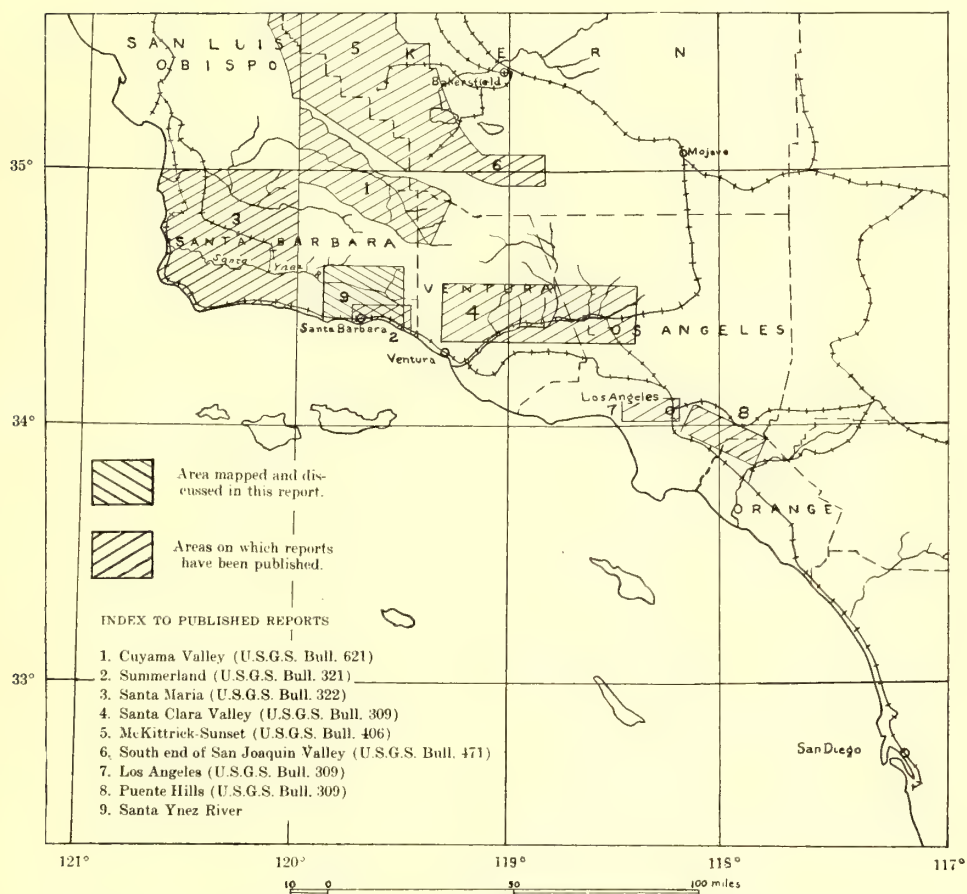 SAN LUIS
OBISPO
5
K E R N
Bakersfield
6
Mojave
35°
1
3
SANTA BARBARA
Santa Ynez R
VENTURA
9
4
Santa Barbara
2
LOS ANGELES
Ventura
Los Angeles
7
8
34°
Area mapped and dis-
cussed in this report.
ORANGE
Areas on which reports
have been published.
INDEX TO PUBLISHED REPORTS
1. Cuyama Valley (U.S.G.S. Bull. 621)
2. Summerland (U.S.G.S. Bull. 321)
33°
3. Santa Maria (U.S.G.S. Bull. 322)
4. Santa Clara Valley (U.S.G.S. Bull. 309)
5. McKittrick-Sunset (U.S.G.S. Bull. 406)
6. South end of San Joaquin Valley (U.S.G.S. Bull. 471)
San Diego
7. Los Angeles (U.S.G.S. Bull. 309)
8. Puente Hills (U.S.G.S. Bull. 309)
9. Santa Ynez River
121° 120° 119° 118° 117°
10 0 50 100 miles